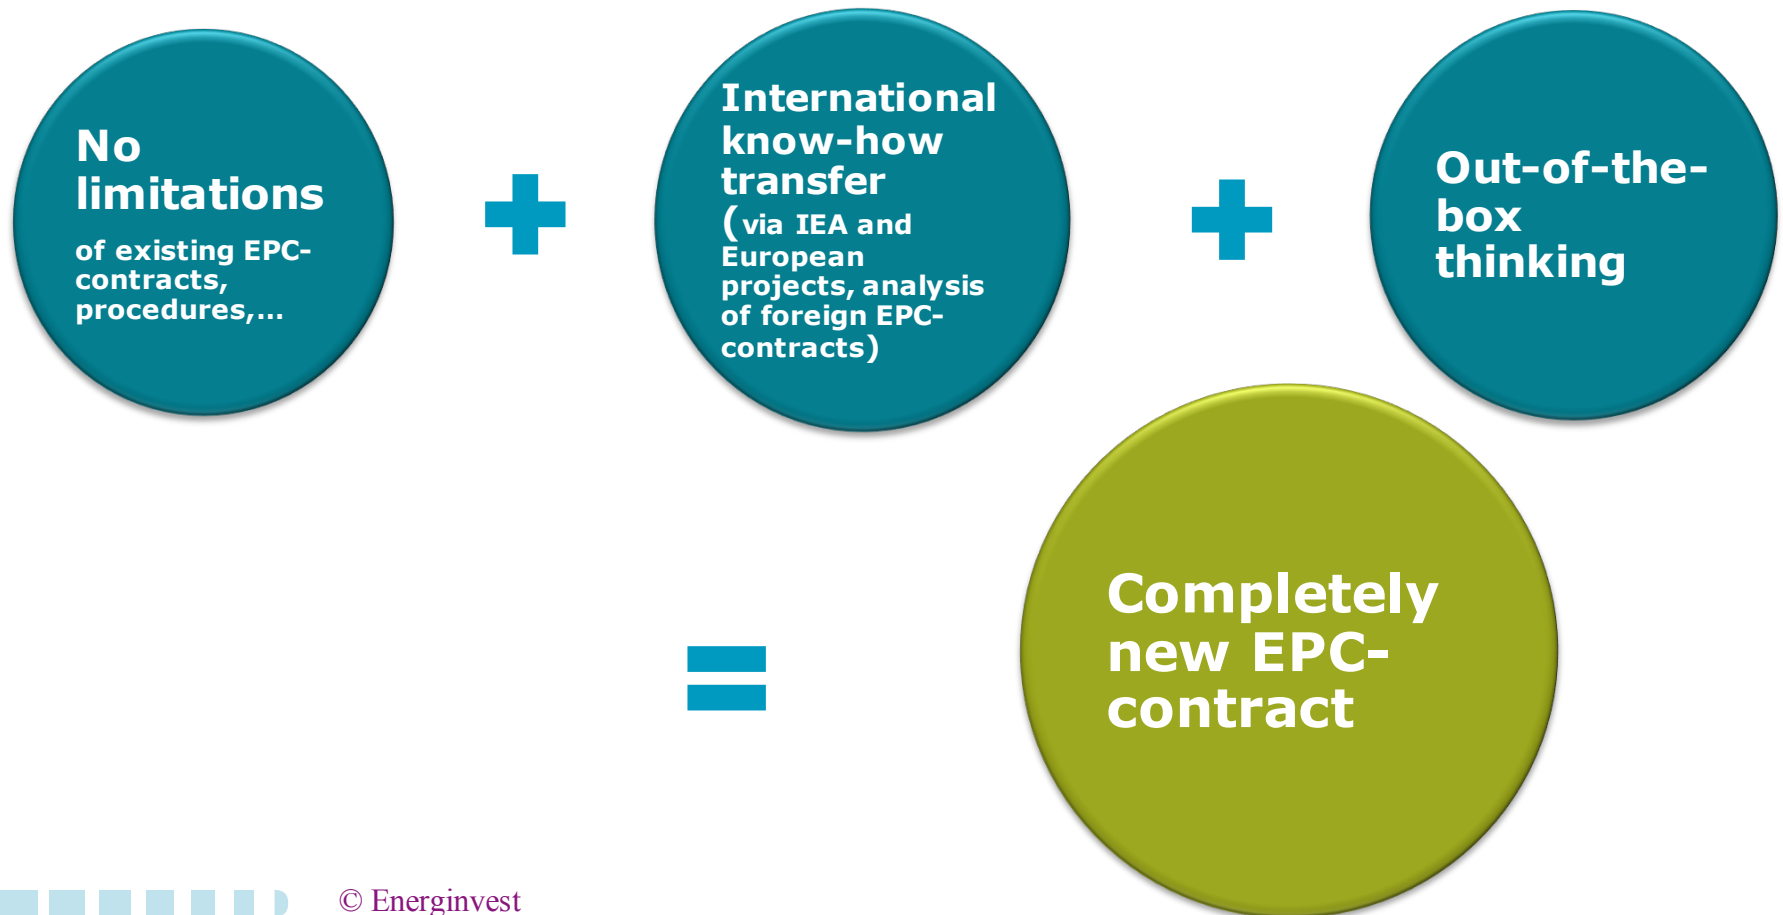 No
limitations
of existing EPC-
contracts,
procedures,...
International
know-how
transfer
(via IEA and
European
projects, analysis
of foreign EPC-
contracts)
Out-of-the-
box
thinking
Completely
new EPC-
contract
© Energinvest